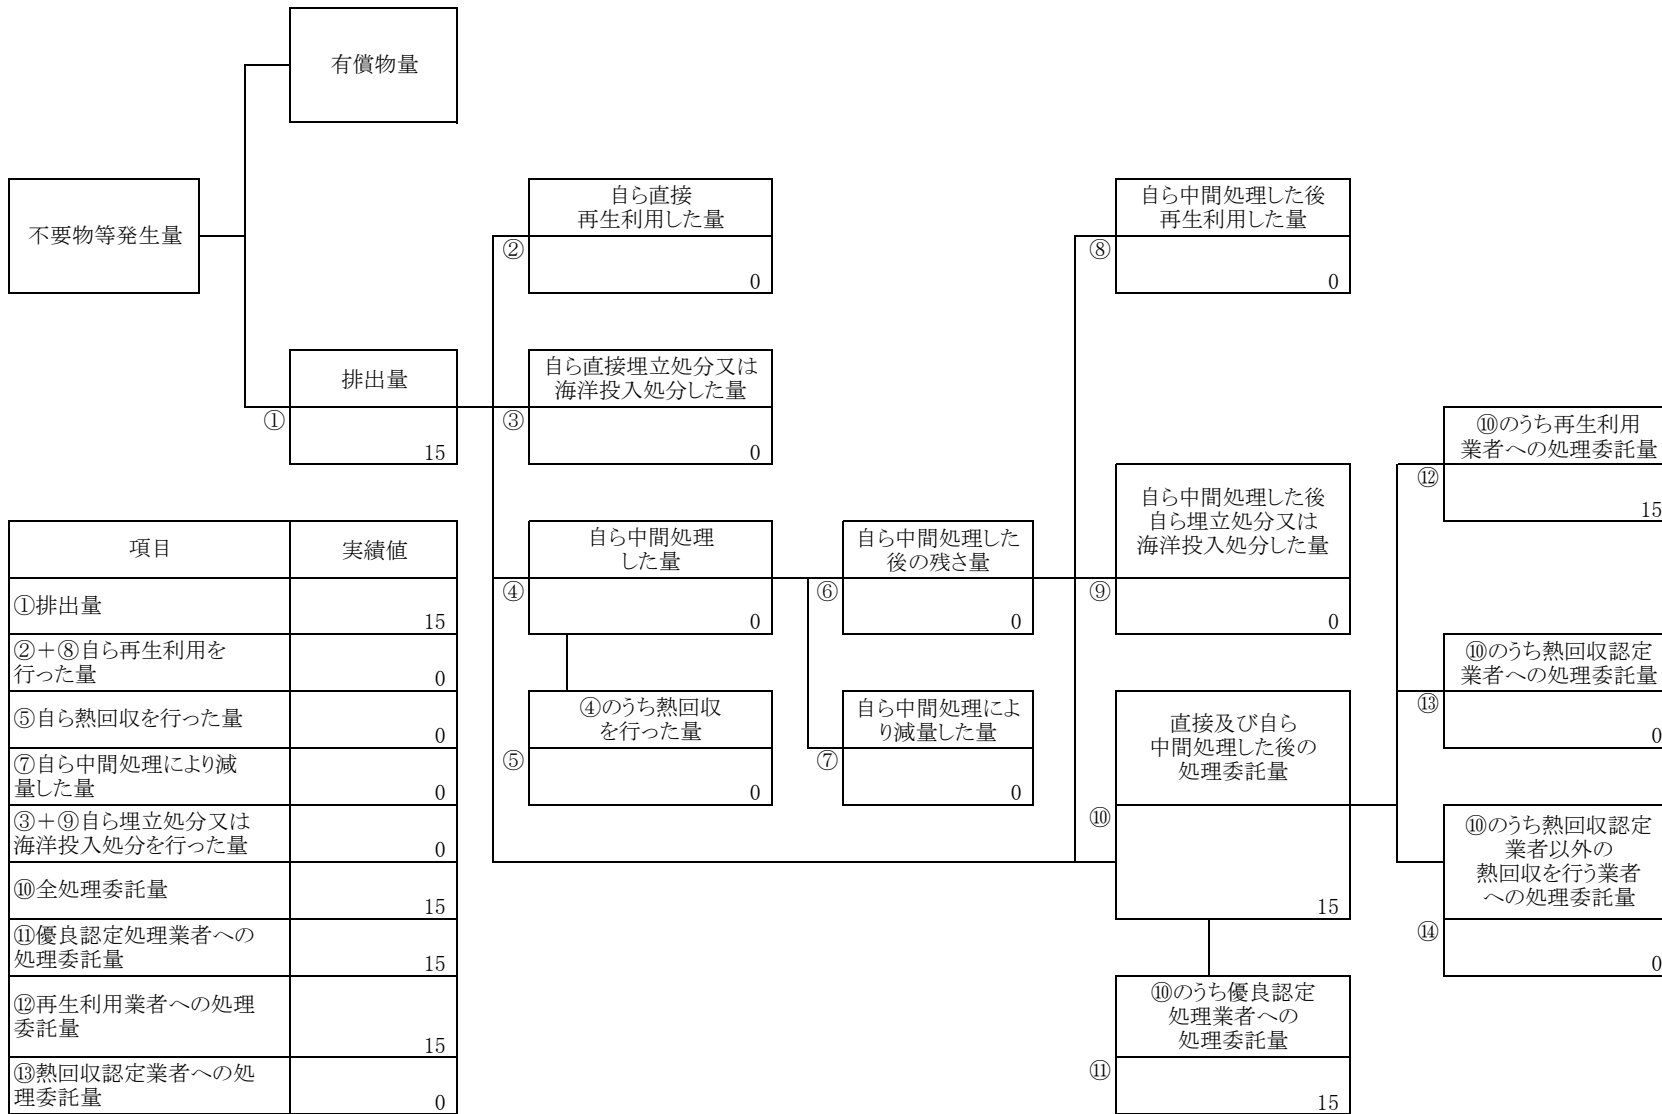 有償物量
不要物等発生量
自ら直接
再生利用した量
②
0
自ら中間処理した後
再生利用した量
⑧
0
排出量
①
15
自ら直接埋立処分又は
海洋投入処分した量
③
0
⑩のうち再生利用
業者への処理委託量
⑫
15
自ら中間処理した後
自ら埋立処分又は
海洋投入処分した量
⑨
0
自ら中間処理
した量
④
0
自ら中間処理した
後の残さ量
⑥
0
⑩のうち熱回収認定
業者への処理委託量
⑬
0
④のうち熱回収
を行った量
⑤
0
自ら中間処理によ
り減量した量
⑦
0
直接及び自ら
中間処理した後の
処理委託量
⑩
15
⑩のうち熱回収認定
業者以外の
熱回収を行う業者
への処理委託量
⑭
0
⑩のうち優良認定
処理業者への
処理委託量
⑪
15
項目 実績値
①排出量 15
②＋⑧自ら再生利用を
行った量 0
⑤自ら熱回収を行った量 0
⑦自ら中間処理により減
量した量 0
③＋⑨自ら埋立処分又は
海洋投入処分を行った量 0
⑩全処理委託量 15
⑪優良認定処理業者への
処理委託量 15
⑫再生利用業者への処理
委託量 15
⑬熱回収認定業者への処
理委託量 0